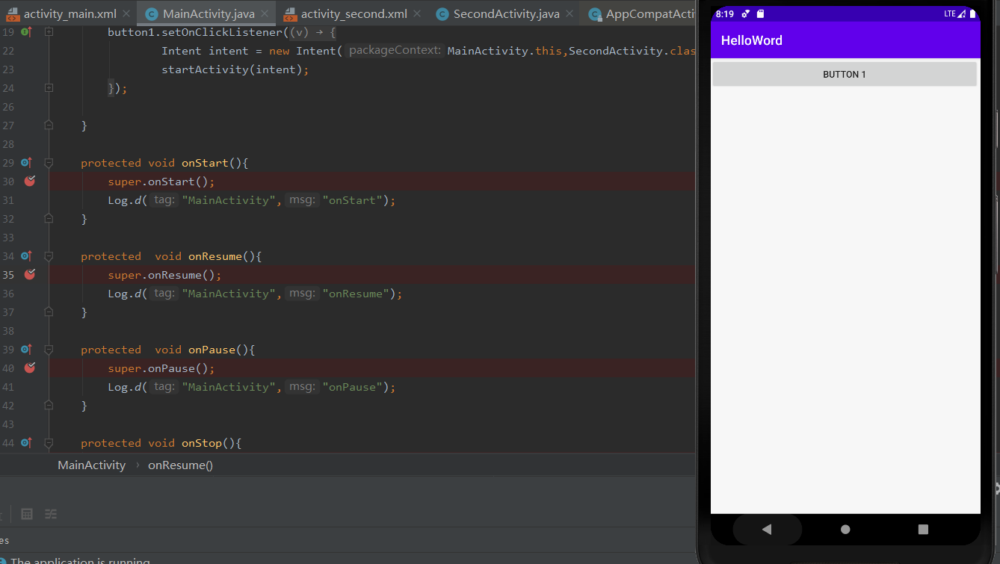 activity_main.xml MainActivity.java activity_second.xml SecondActivity.java AppCompatActi
19 button1.setOnClickListener((v) → {
22 Intent intent = new Intent( packageContext: MainActivity.this,SecondActivity.clas
23 startActivity(intent);
24 });
26
27 }
28
29 protected void onStart(){
30 super.onStart();
31 Log.d( tag: "MainActivity", msg: "onStart");
32 }
33
34 protected  void onResume(){
35 super.onResume();
36 Log.d( tag: "MainActivity", msg: "onResume");
37 }
38
39 protected  void onPause(){
40 super.onPause();
41 Log.d( tag: "MainActivity", msg: "onPause");
42 }
43
44 protected void onStop(){
MainActivity › onResume()
es
The application is running
8:19 LTE
HelloWord
BUTTON 1